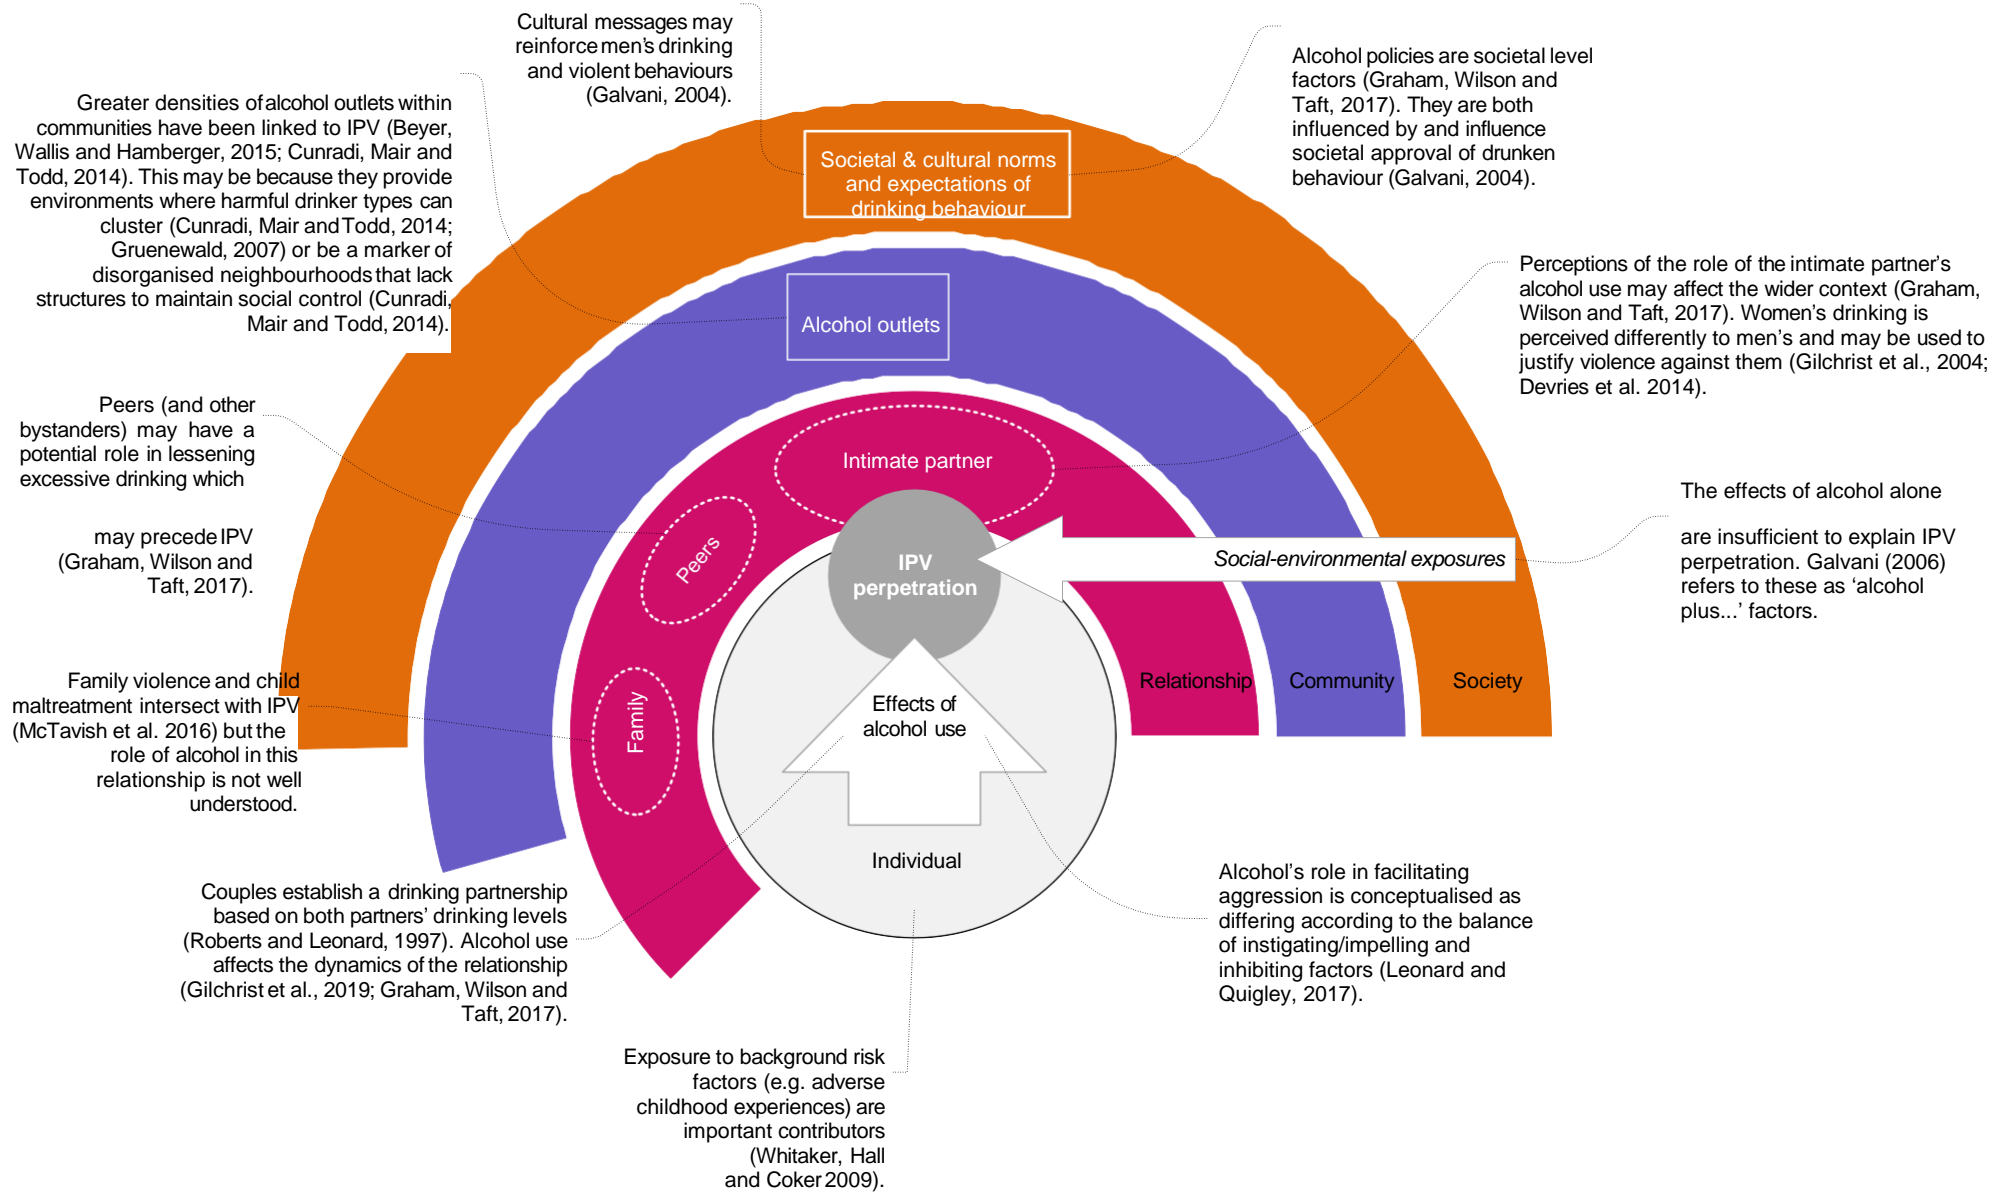 Cultural messages may
reinforce men's drinking
and violent behaviours
(Galvani, 2004).
Alcohol policies are societal level
factors (Graham, Wilson and
Taft, 2017). They are both
influenced by and influence
societal approval of drunken
behaviour (Galvani, 2004).
Greater densities of alcohol outlets within
communities have been linked to IPV (Beyer,
Wallis and Hamberger, 2015; Cunradi, Mair and
Todd, 2014). This may be because they provide
environments where harmful drinker types can
cluster (Cunradi, Mair and Todd, 2014;
Gruenewald, 2007) or be a marker of
disorganised neighbourhoods that lack
structures to maintain social control (Cunradi,
Mair and Todd, 2014).
Societal & cultural norms
and expectations of
drinking behaviour
Alcohol outlets
Perceptions of the role of the intimate partner's
alcohol use may affect the wider context (Graham,
Wilson and Taft, 2017). Women's drinking is
perceived differently to men's and may be used to
justify violence against them (Gilchrist et al., 2004;
Devries et al. 2014).
Peers (and other
bystanders) may have a
potential role in lessening
excessive drinking which
may precede IPV
(Graham, Wilson and
Taft, 2017).
Intimate partner
Peers
Family
IPV
perpetration
Social-environmental exposures
The effects of alcohol alone
are insufficient to explain IPV
perpetration. Galvani (2006)
refers to these as ‘alcohol
plus...’ factors.
Family violence and child
maltreatment intersect with IPV
(McTavish et al. 2016) but the
role of alcohol in this
relationship is not well
understood.
Effects of
alcohol use
Individual
Relationship
Community
Society
Couples establish a drinking partnership
based on both partners' drinking levels
(Roberts and Leonard, 1997). Alcohol use
affects the dynamics of the relationship
(Gilchrist et al., 2019; Graham, Wilson and
Taft, 2017).
Alcohol's role in facilitating
aggression is conceptualised as
differing according to the balance
of instigating/impelling and
inhibiting factors (Leonard and
Quigley, 2017).
Exposure to background risk
factors (e.g. adverse
childhood experiences) are
important contributors
(Whitaker, Hall
and Coker 2009).